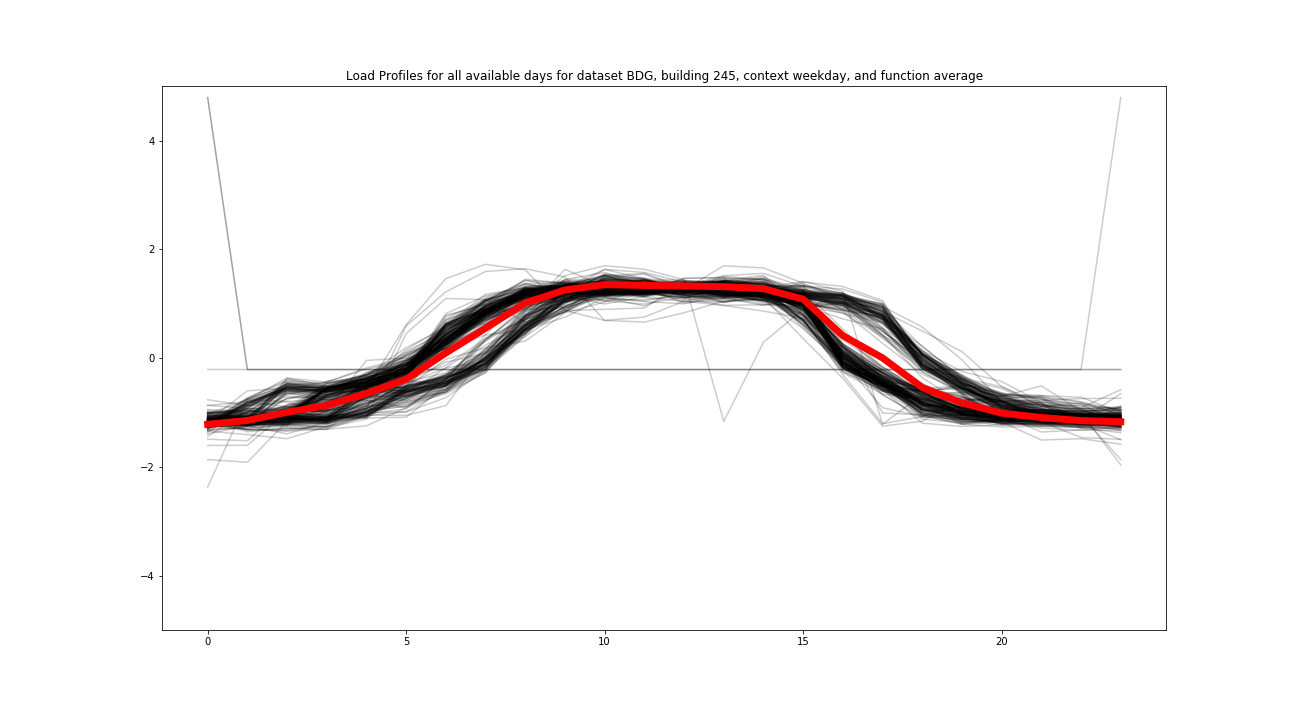 Load Profiles for all available days for dataset BDG, building 245, context weekday, and function average
4
2
0
−2
−4
0 5 10 15 20